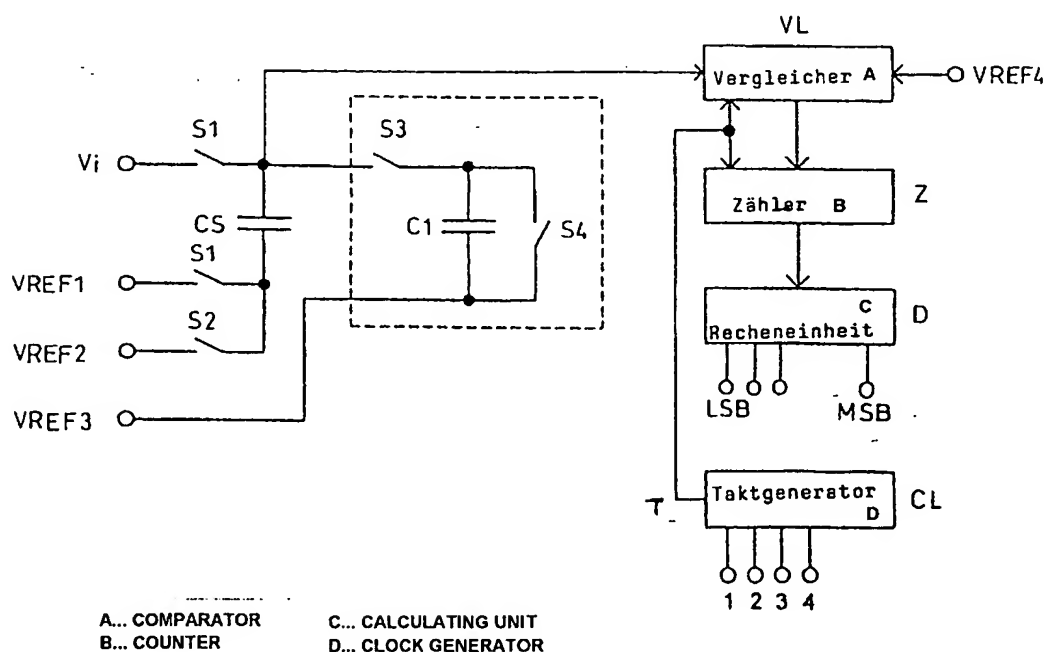 VL
Vergleicher A
VREF4
S1
S3
Vi
CS
C1
S4
Zähler B
Z
S1
VREF1
S2
C
Recheneinheit
D
VREF2
LSB
MSB
VREF3
T
Taktgenerator
D
CL
1 2 3 4
A... COMPARATOR
C... CALCULATING UNIT
B... COUNTER
D... CLOCK GENERATOR